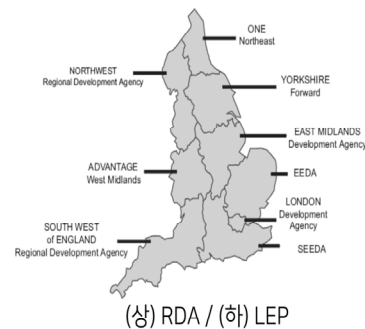 ONE
Northeast
NORTHWEST
Regional Development Agency
YORKSHIRE
Forward
EAST MIDLANDS
Development Agency
ADVANTAGE
West Midlands
EEDA
LONDON
Development
Agency
SOUTH WEST
of ENGLAND
Regional Development Agency
SEEDA
(상) RDA / (하) LEP